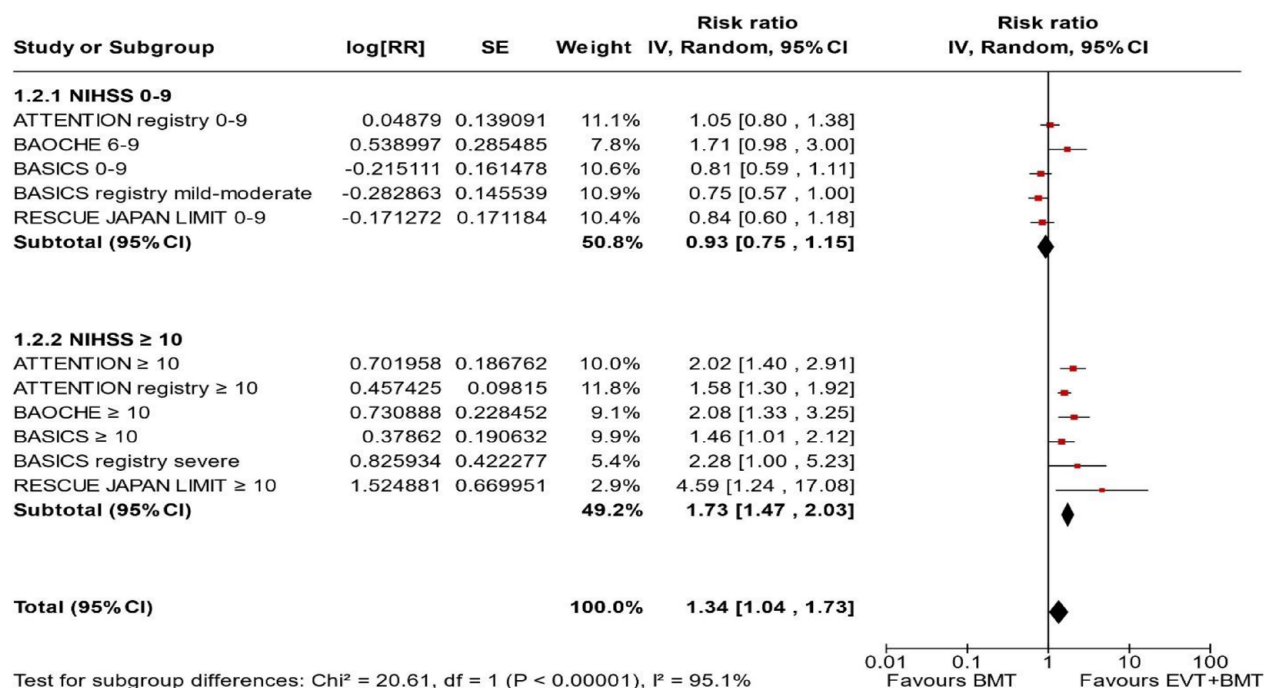 Risk ratio Risk ratio
Study or Subgroup log[RR] SE Weight IV, Random, 95% CI IV, Random, 95% CI
1.2.1 NIHSS 0-9
ATTENTION registry 0-9 0.04879 0.139091 11.1% 1.05 [0.80 , 1.38]
BAOCHE 6-9 0.538997 0.285485 7.8% 1.71 [0.98 , 3.00]
BASICS 0-9 -0.215111 0.161478 10.6% 0.81 [0.59 , 1.11]
BASICS registry mild-moderate -0.282863 0.145539 10.9% 0.75 [0.57 , 1.00]
RESCUE JAPAN LIMIT 0-9 -0.171272 0.171184 10.4% 0.84 [0.60 , 1.18]
Subtotal (95% CI) 50.8% 0.93 [0.75 , 1.15]
1.2.2 NIHSS ≥ 10
ATTENTION ≥ 10 0.701958 0.186762 10.0% 2.02 [1.40 , 2.91]
ATTENTION registry ≥ 10 0.457425 0.09815 11.8% 1.58 [1.30 , 1.92]
BAOCHE ≥ 10 0.730888 0.228452 9.1% 2.08 [1.33 , 3.25]
BASICS ≥ 10 0.37862 0.190632 9.9% 1.46 [1.01 , 2.12]
BASICS registry severe 0.825934 0.422277 5.4% 2.28 [1.00 , 5.23]
RESCUE JAPAN LIMIT ≥ 10 1.524881 0.669951 2.9% 4.59 [1.24 , 17.08]
Subtotal (95% CI) 49.2% 1.73 [1.47 , 2.03]
Total (95% CI) 100.0% 1.34 [1.04 , 1.73]
0.01 0.1 1 10 100
Test for subgroup differences: Chi² = 20.61, df = 1 (P < 0.00001), I² = 95.1% Favours BMT Favours EVT+BMT